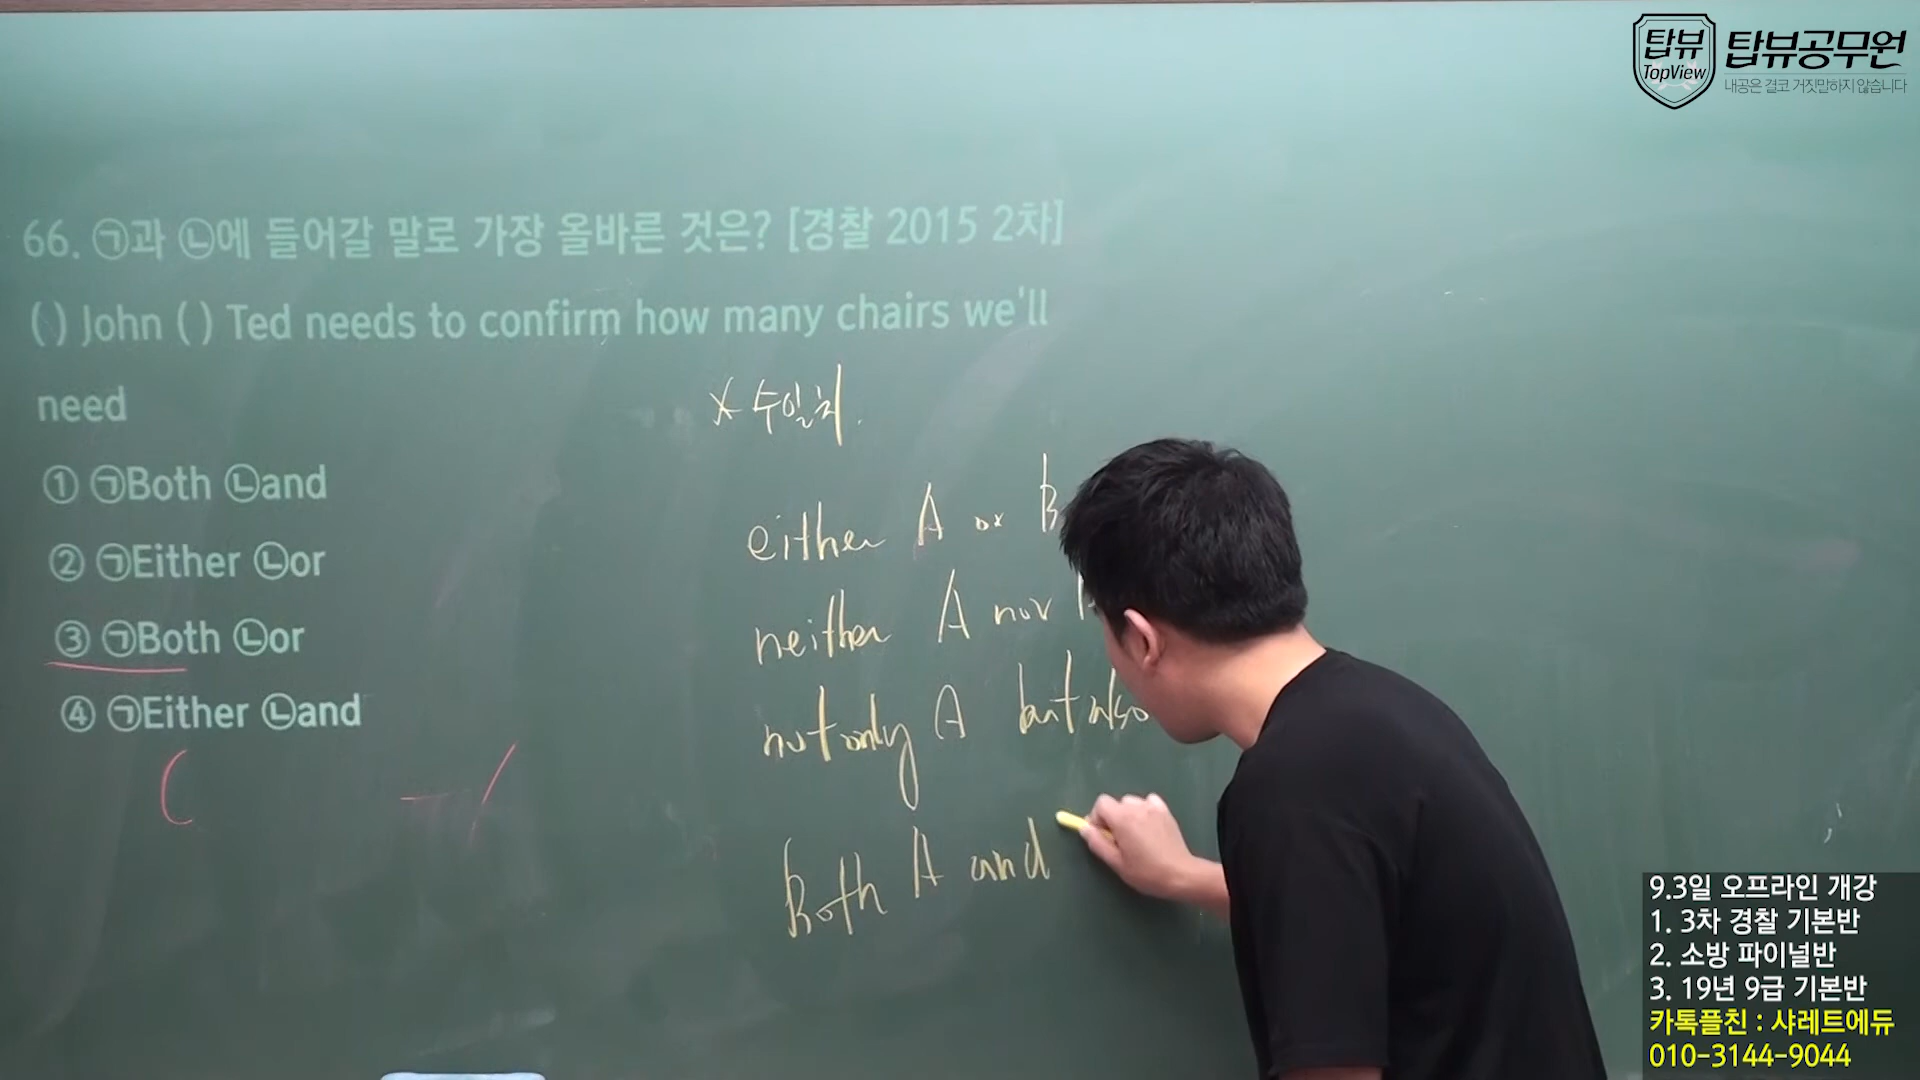 탑뷰
TopView
탑뷰공무원
내공은 결코 거짓말하지 않습니다
66. ㉠과 ㉡에 들어갈 말로 가장 올바른 것은? [경찰 2015 2차]
( ) John ( ) Ted needs to confirm how many chairs we'll
need
① ㉠Both ㉡and
② ㉠Either ㉡or
③ ㉠Both ㉡or
④ ㉠Either ㉡and
* 수일치.
either A or B
neither A nor
not only A but also
Both A and
9.3일 오프라인 개강
1. 3차 경찰 기본반
2. 소방 파이널반
3. 19년 9급 기본반
카톡플친 : 샤레트에듀
010-3144-9044